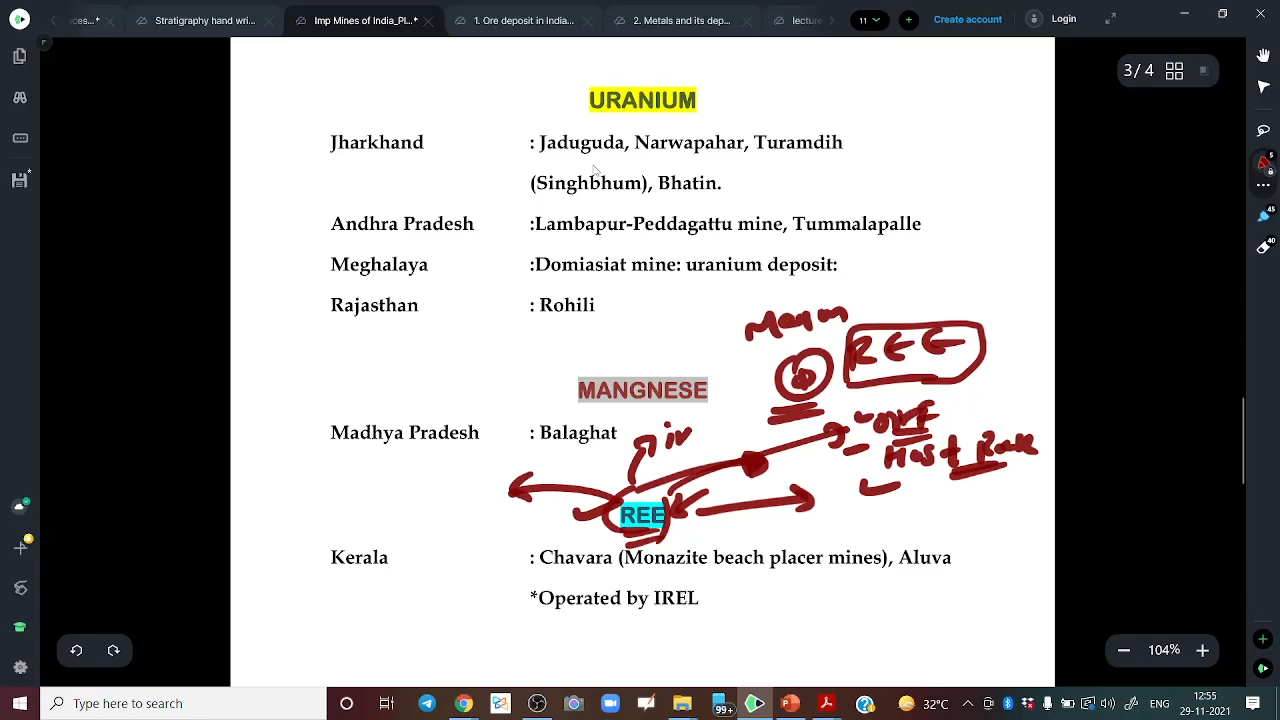 Stratigraphy hand wri...
Imp Mines of India_Pl...*
1. Ore deposit in India...
2. Metals and its dep...
lecture
11
Create account
Login
3/4
URANIUM
Jharkhand : Jaduguda, Narwapahar, Turamdih
(Singhbhum), Bhatin.
Andhra Pradesh :Lambapur-Peddagattu mine, Tummalapalle
Meghalaya :Domiasiat mine: uranium deposit:
Rajasthan : Rohili
REE
MANGNESE
Madhya Pradesh : Balaghat
ore
Host Rock
REE
Kerala : Chavara (Monazite beach placer mines), Aluva
*Operated by IREL
104%
Type here to search
99+
32°C
ENG
12:55
29-11-2021